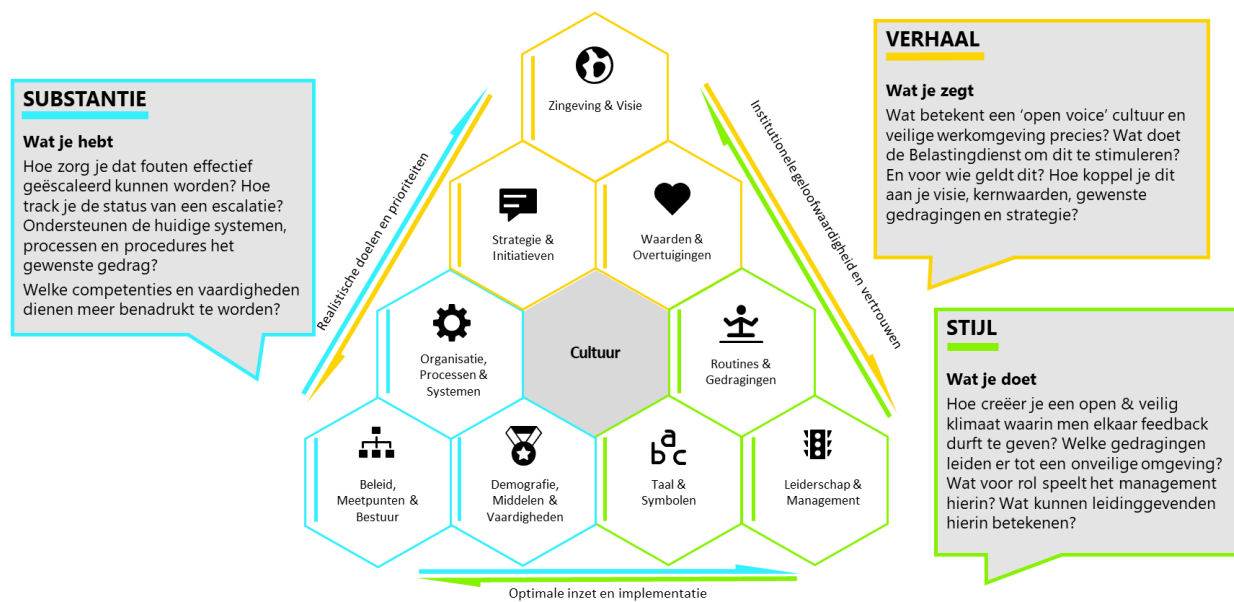 SUBSTANTIE
Wat je hebt
Hoe zorg je dat fouten effectief
geëscaleerd kunnen worden? Hoe
track je de status van een escalatie?
Ondersteunen de huidige systemen,
processen en procedures het
gewenste gedrag?
Welke competenties en vaardigheden
dienen meer benadrukt te worden?
Realistische doelen en prioriteiten
Zingeving & Visie
Strategie &
Initiatieven
Waarden &
Overtuigingen
Organisatie,
Processen &
Systemen
Cultuur
Routines &
Gedragingen
Beleid,
Meetpunten &
Bestuur
Demografie,
Middelen &
Vaardigheden
a
b c
Taal &
Symbolen
Leiderschap &
Management
Optimale inzet en implementatie
Institutionele geloofwaardigheid en vertrouwen
VERHAAL
Wat je zegt
Wat betekent een ‘open voice’ cultuur en
veilige werkomgeving precies? Wat doet
de Belastingdienst om dit te stimuleren?
En voor wie geldt dit? Hoe koppel je dit
aan je visie, kernwaarden, gewenste
gedragingen en strategie?
STIJL
Wat je doet
Hoe creëer je een open & veilig
klimaat waarin men elkaar feedback
durft te geven? Welke gedragingen
leiden er tot een onveilige omgeving?
Wat voor rol speelt het management
hierin? Wat kunnen leidinggevenden
hierin betekenen?